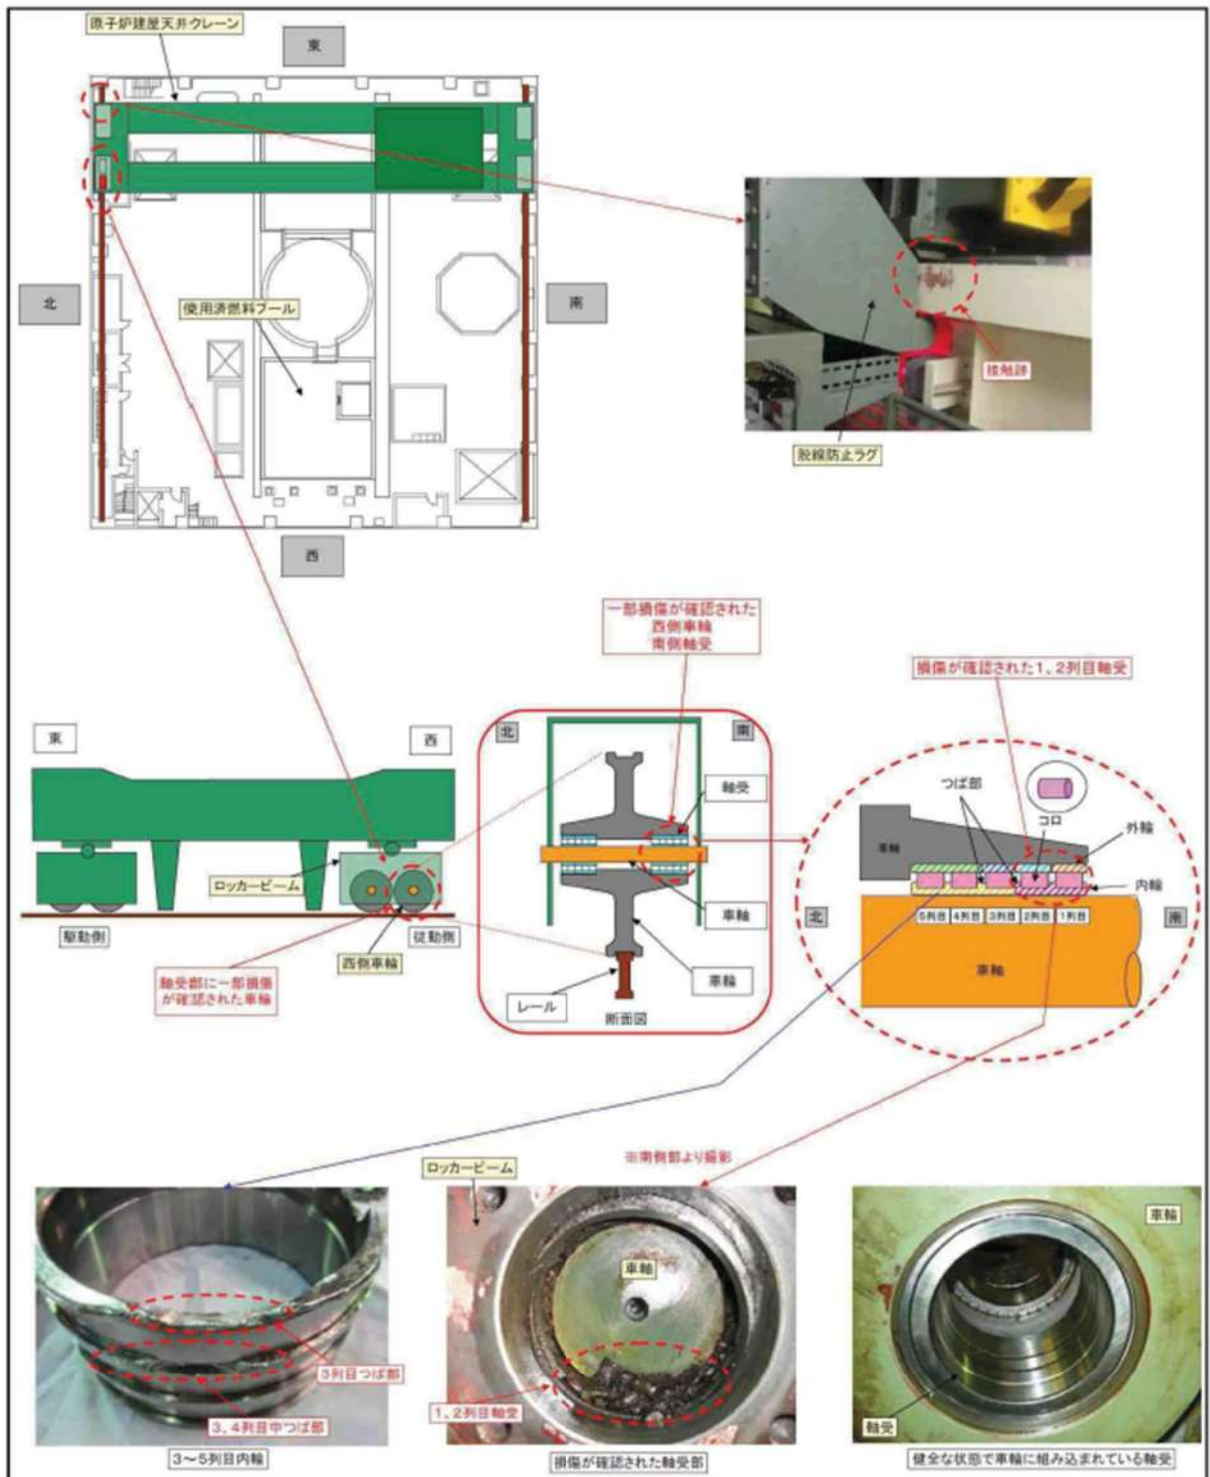 原子炉建屋天井クレーン
東
北
使用済燃料プール
南
接触跡
脱線防止ラグ
西
一部損傷が確認された
西側車輪
南側軸受
損傷が確認された1、2列目軸受
東
西
北
南
軸受
つば部
コロ
外輪
車輪
内輪
ロッカービーム
北
5列目
4列目
3列目
2列目
1列目
南
車軸
車軸
駆動側
従動側
西側車輪
軸受部に一部損傷
が確認された車輪
車輪
レール
断面図
※南側部より撮影
ロッカービーム
車輪
車軸
3列目つば部
3、4列目中つば部
1、2列目軸受
軸受
3～5列目内輪
損傷が確認された軸受部
健全な状態で車輪に組み込まれている軸受